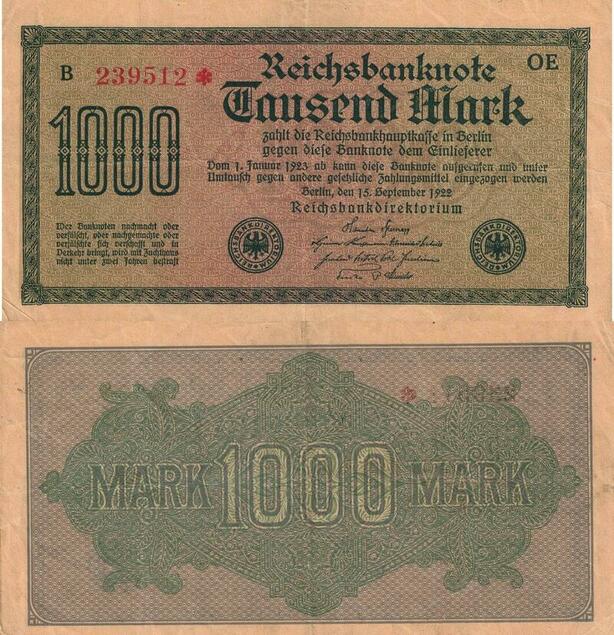 B 239512 * OE
Reichsbanknote
Tausend Mark
1000
zahlt die Reichsbankhauptkasse in Berlin
gegen diese Banknote dem Einlieferer
Vom 1. Januar 1923 ab kann diese Banknote aufgerufen und unter
Umtausch gegen andere gesetzliche Zahlungsmittel eingezogen werden
Berlin, den 15. September 1922
Reichsbankdirektorium
Wer Banknoten nachmacht oder
verfälscht, oder nachgemachte oder
verfälschte sich verschafft und in
Verkehr bringt, wird mit Zuchthaus
nicht unter zwei Jahren bestraft
REICHSBANKDIREKTORIUM
REICHSBANKDIREKTORIUM
MARK 1000 MARK